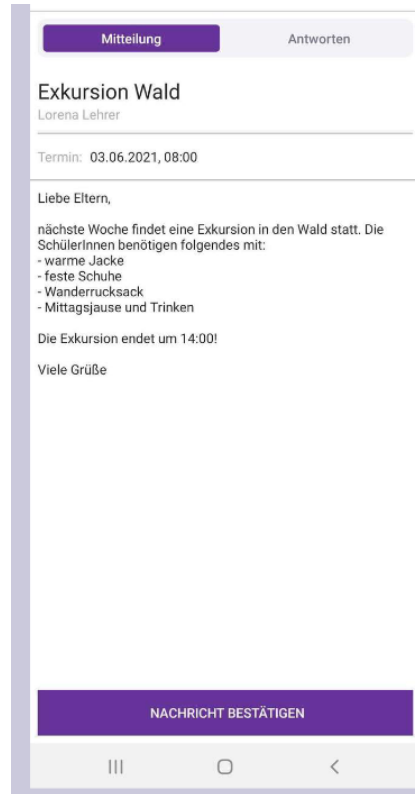 Mitteilung Antworten
Exkursion Wald
Lorena Lehrer
Termin: 03.06.2021, 08:00
Liebe Eltern,
nächste Woche findet eine Exkursion in den Wald statt. Die
SchülerInnen benötigen folgendes mit:
- warme Jacke
- feste Schuhe
- Wanderrucksack
- Mittagsjause und Trinken
Die Exkursion endet um 14:00!
Viele Grüße
NACHRICHT BESTÄTIGEN